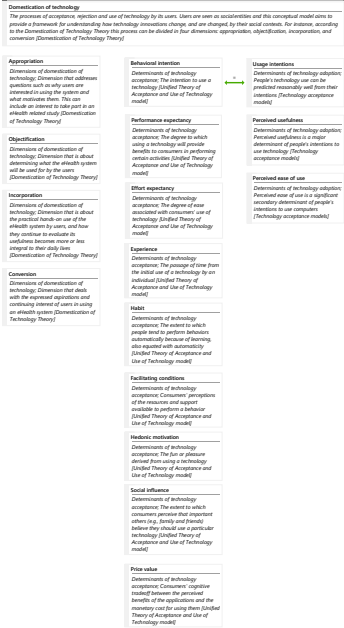 Domestication of technology
The processes of acceptance, rejection and use of technology by its users. Users are seen as social entities and this conceptual model aims to
provide a framework for understanding how technology innovations change, and are changed, by their social contexts. For instance, according
to the Domestication of Technology Theory this process can be divided in four dimensions: appropriation, objectification, incorporation, and
conversion [Domestication of Technology Theory]
Appropriation
Dimensions of domestication of
technology; Dimension that addresses
questions such as why users are
interested in using the system and
what motivates them. This can
include an interest to take part in an
eHealth related study [Domestication
of Technology Theory]
Objectification
Dimensions of domestication of
technology; Dimension that is about
determining what the eHealth system
will be used for by the users
[Domestication of Technology Theory]
Incorporation
Dimensions of domestication of
technology; Dimension that is about
the practical hands-on use of the
eHealth system by users, and how
they continue to evaluate its
usefulness becomes more or less
integral to their daily lives
[Domestication of Technology Theory]
Conversion
Dimensions of domestication of
technology; Dimension that deals
with the expressed aspirations and
continuing interest of users in using
an eHealth system [Domestication of
Technology Theory]
Behavioral intention
Determinants of technology
acceptance; The intention to use a
technology [Unified Theory of
Acceptance and Use of Technology
model]
Performance expectancy
Determinants of technology
acceptance; The degree to which
using a technology will provide
benefits to consumers in performing
certain activities [Unified Theory of
Acceptance and Use of Technology
model]
Effort expectancy
Determinants of technology
acceptance; The degree of ease
associated with consumers' use of
technology [Unified Theory of
Acceptance and Use of Technology
model]
Experience
Determinants of technology
acceptance; The passage of time from
the initial use of a technology by an
individual [Unified Theory of
Acceptance and Use of Technology
model]
Habit
Determinants of technology
acceptance; The extent to which
people tend to perform behaviors
automatically because of learning,
also equated with automaticity
[Unified Theory of Acceptance and
Use of Technology model]
Facilitating conditions
Determinants of technology
acceptance; Consumers' perceptions
of the resources and support
available to perform a behavior
[Unified Theory of Acceptance and
Use of Technology model]
Hedonic motivation
Determinants of technology
acceptance; The fun or pleasure
derived from using a technology
[Unified Theory of Acceptance and
Use of Technology model]
Social influence
Determinants of technology
acceptance; The extent to which
consumers perceive that important
others (e.g., family and friends)
believe they should use a particular
technology [Unified Theory of
Acceptance and Use of Technology
model]
Price value
Determinants of technology
acceptance; Consumers' cognitive
tradeoff between the perceived
benefits of the applications and the
monetary cost for using them [Unified
Theory of Acceptance and Use of
Technology model]
Usage intentions
Determinants of technology adoption;
People's technology use can be
predicted reasonably well from their
intentions [Technology acceptance
models]
Perceived usefulness
Determinants of technology adoption;
Perceived usefulness is a major
determinant of people's intentions to
use technology [Technology
acceptance models]
Perceived ease of use
Determinants of technology adoption;
Perceived ease of use is a significant
secondary determinant of people's
intentions to use computers
[Technology acceptance models]